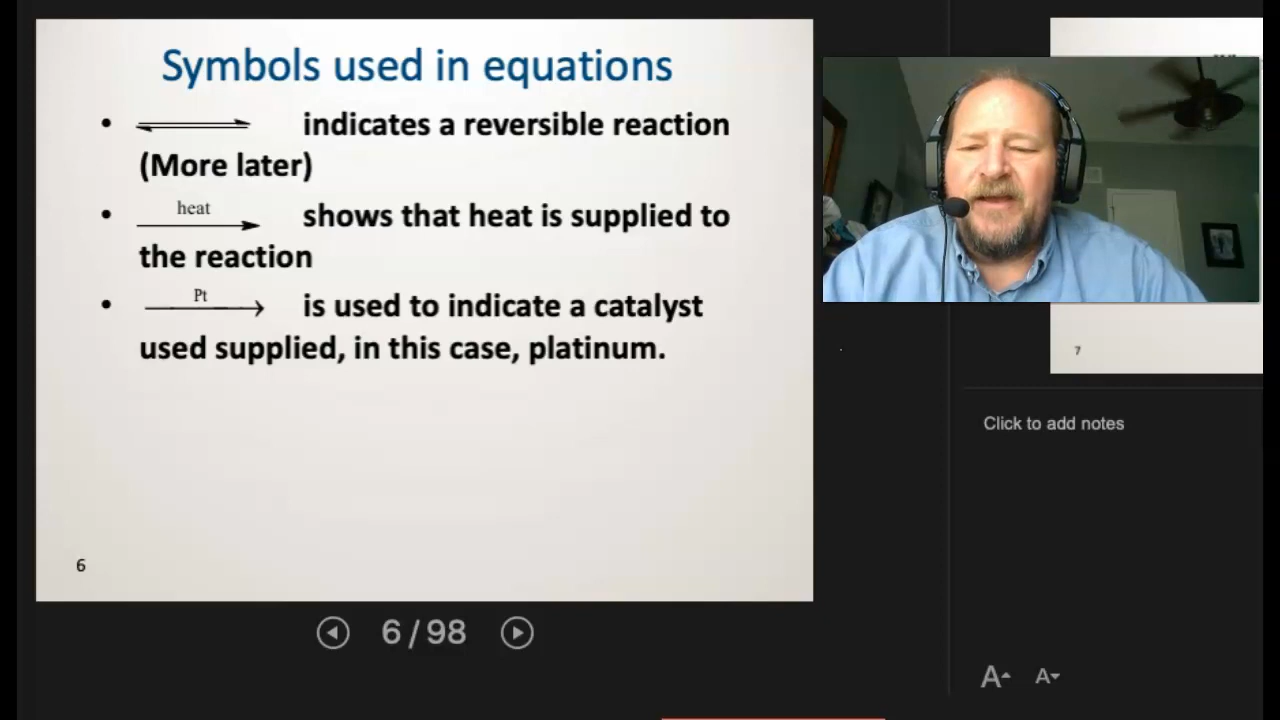 Symbols used in equations
• indicates a reversible reaction
(More later)
heat
• shows that heat is supplied to
the reaction
Pt
• is used to indicate a catalyst
used supplied, in this case, platinum.
6
6 / 98
7
Click to add notes
A A